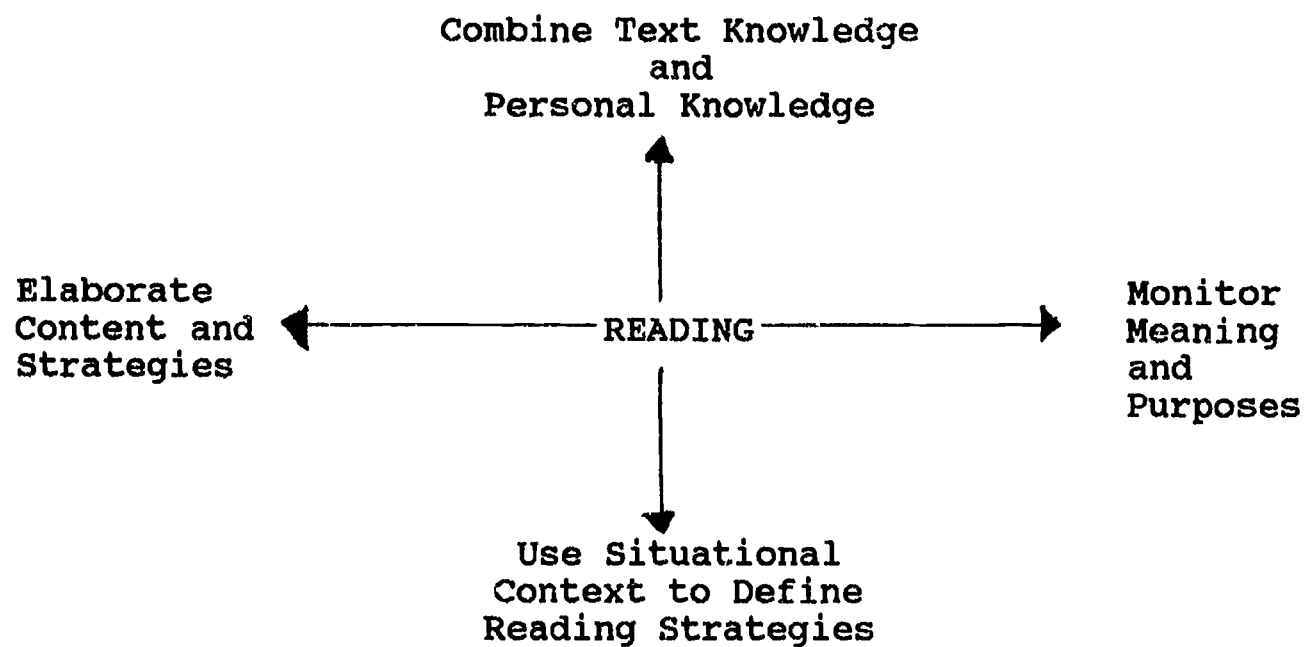 Combine Text Knowledge
and
Personal Knowledge
Elaborate
Content and
Strategies
READING
Monitor
Meaning
and
Purposes
Use Situational
Context to Define
Reading Strategies